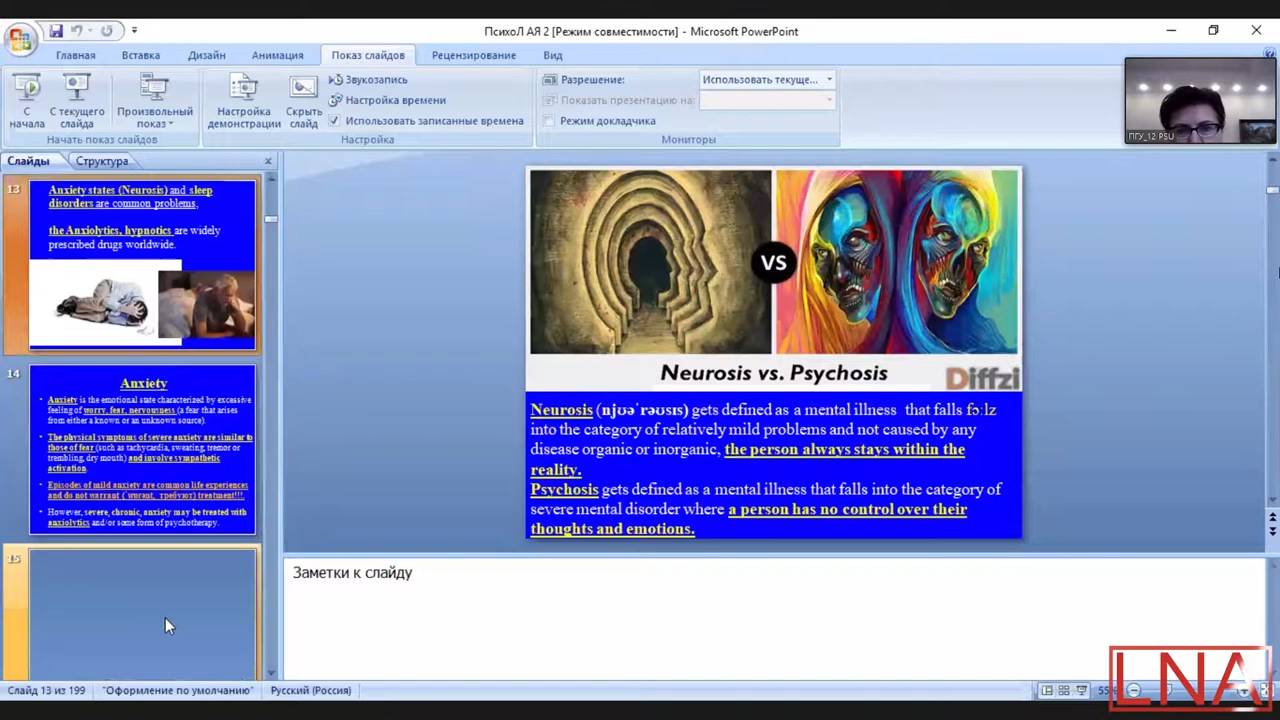 ПсихоЛ АЯ 2 [Режим совместимости] - Microsoft PowerPoint
Главная Вставка Дизайн Анимация Показ слайдов Рецензирование Вид
С начала
С текущего слайда
Произвольный показ
Начать показ слайдов
Настройка демонстрации
Скрыть слайд
Звукозапись
Настройка времени
Использовать записанные времена
Настройка
Разрешение: Использовать текуще...
Показать презентацию на:
Режим докладчика
Мониторы
ПГУ_12 PSU
Слайды Структура
13
Anxiety states (Neurosis) and sleep
disorders are common problems,
the Anxiolytics, hypnotics are widely
prescribed drugs worldwide.
14
Anxiety
• Anxiety is the emotional state characterized by excessive
feeling of worry, fear, nervousness (a fear that arises
from either a known or an unknown source).
• The physical symptoms of severe anxiety are similar to
those of fear (such as tachycardia, sweating, tremor or
trembling, dry mouth) and involve sympathetic
activation.
• Episodes of mild anxiety are common life experiences
and do not warrant ( wɒrənt, требуют) treatment!!!.
• However, severe, chronic, anxiety may be treated with
anxiolytics and/or some form of psychotherapy.
15
VS
Neurosis vs. Psychosis
Diffzi
Neurosis (njʊəˈrəʊsɪs) gets defined as a mental illness that falls fɔːlz
into the category of relatively mild problems and not caused by any
disease organic or inorganic, the person always stays within the
reality.
Psychosis gets defined as a mental illness that falls into the category of
severe mental disorder where a person has no control over their
thoughts and emotions.
Заметки к слайду
Слайд 13 из 199 "Оформление по умолчанию" Русский (Россия) 55%
LNA